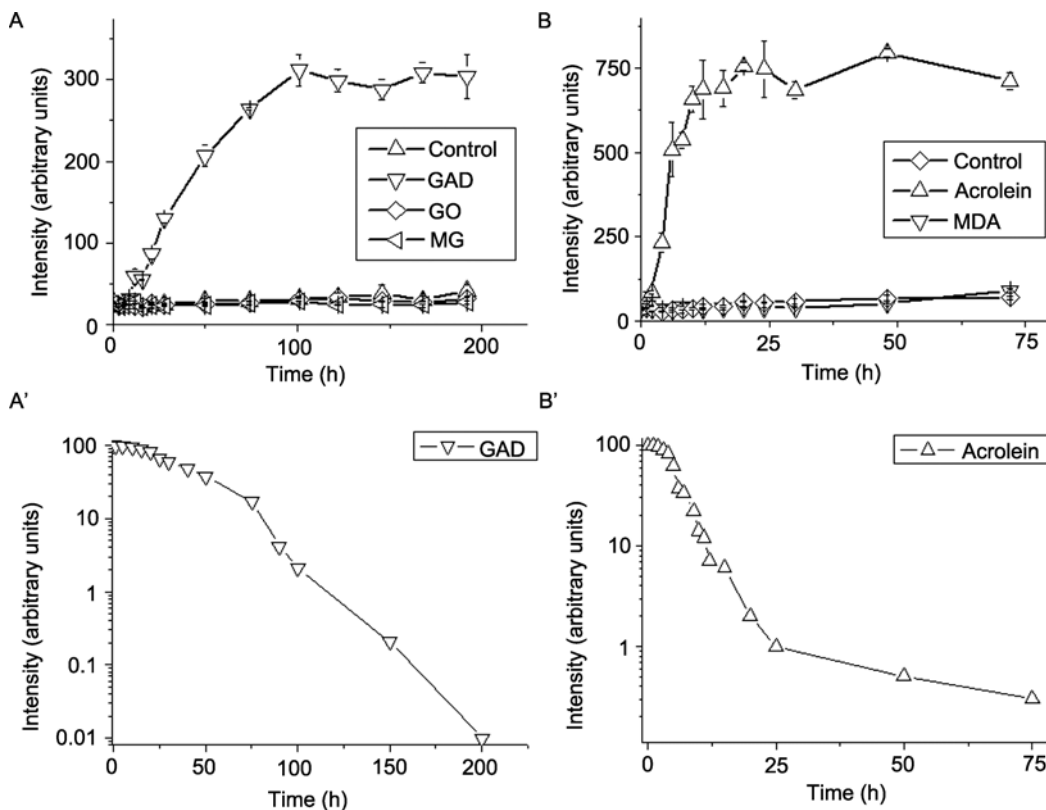 A
Intensity (arbitrary units)
300
200
100
0
Control
GAD
GO
MG
0
100
200
Time (h)
B
Intensity (arbitrary units)
750
500
250
0
Control
Acrolein
MDA
0
25
50
75
Time (h)
A'
Intensity (arbitrary units)
100
10
1
0.1
0.01
GAD
0
50
100
150
200
Time (h)
B'
Intensity (arbitrary units)
100
10
1
Acrolein
0
25
50
75
Time (h)